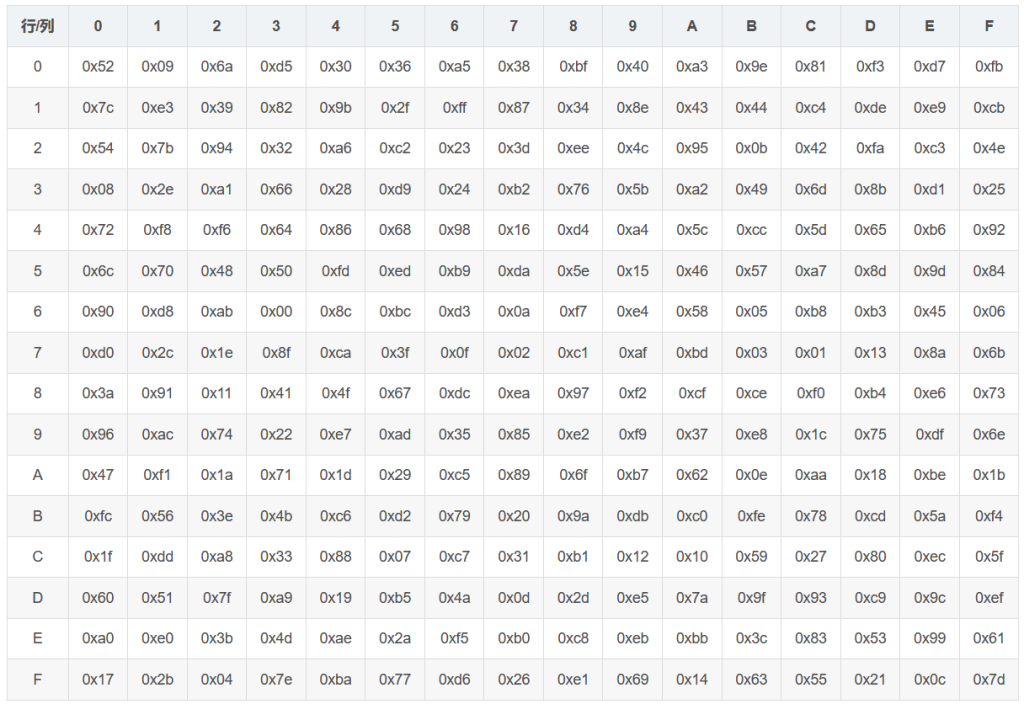 行/列 0 1 2 3 4 5 6 7 8 9 A B C D E F
0 0x52 0x09 0x6a 0xd5 0x30 0x36 0xa5 0x38 0xbf 0x40 0xa3 0x9e 0x81 0xf3 0xd7 0xfb
1 0x7c 0xe3 0x39 0x82 0x9b 0x2f 0xff 0x87 0x34 0x8e 0x43 0x44 0xc4 0xde 0xe9 0xcb
2 0x54 0x7b 0x94 0x32 0xa6 0xc2 0x23 0x3d 0xee 0x4c 0x95 0x0b 0x42 0xfa 0xc3 0x4e
3 0x08 0x2e 0xa1 0x66 0x28 0xd9 0x24 0xb2 0x76 0x5b 0xa2 0x49 0x6d 0x8b 0xd1 0x25
4 0x72 0xf8 0xf6 0x64 0x86 0x68 0x98 0x16 0xd4 0xa4 0x5c 0xcc 0x5d 0x65 0xb6 0x92
5 0x6c 0x70 0x48 0x50 0xfd 0xed 0xb9 0xda 0x5e 0x15 0x46 0x57 0xa7 0x8d 0x9d 0x84
6 0x90 0xd8 0xab 0x00 0x8c 0xbc 0xd3 0x0a 0xf7 0xe4 0x58 0x05 0xb8 0xb3 0x45 0x06
7 0xd0 0x2c 0x1e 0x8f 0xca 0x3f 0x0f 0x02 0xc1 0xaf 0xbd 0x03 0x01 0x13 0x8a 0x6b
8 0x3a 0x91 0x11 0x41 0x4f 0x67 0xdc 0xea 0x97 0xf2 0xcf 0xce 0xf0 0xb4 0xe6 0x73
9 0x96 0xac 0x74 0x22 0xe7 0xad 0x35 0x85 0xe2 0xf9 0x37 0xe8 0x1c 0x75 0xdf 0x6e
A 0x47 0xf1 0x1a 0x71 0x1d 0x29 0xc5 0x89 0x6f 0xb7 0x62 0x0e 0xaa 0x18 0xbe 0x1b
B 0xfc 0x56 0x3e 0x4b 0xc6 0xd2 0x79 0x20 0x9a 0xdb 0xc0 0xfe 0x78 0xcd 0x5a 0xf4
C 0x1f 0xdd 0xa8 0x33 0x88 0x07 0xc7 0x31 0xb1 0x12 0x10 0x59 0x27 0x80 0xec 0x5f
D 0x60 0x51 0x7f 0xa9 0x19 0xb5 0x4a 0x0d 0x2d 0xe5 0x7a 0x9f 0x93 0xc9 0x9c 0xef
E 0xa0 0xe0 0x3b 0x4d 0xae 0x2a 0xf5 0xb0 0xc8 0xeb 0xbb 0x3c 0x83 0x53 0x99 0x61
F 0x17 0x2b 0x04 0x7e 0xba 0x77 0xd6 0x26 0xe1 0x69 0x14 0x63 0x55 0x21 0x0c 0x7d